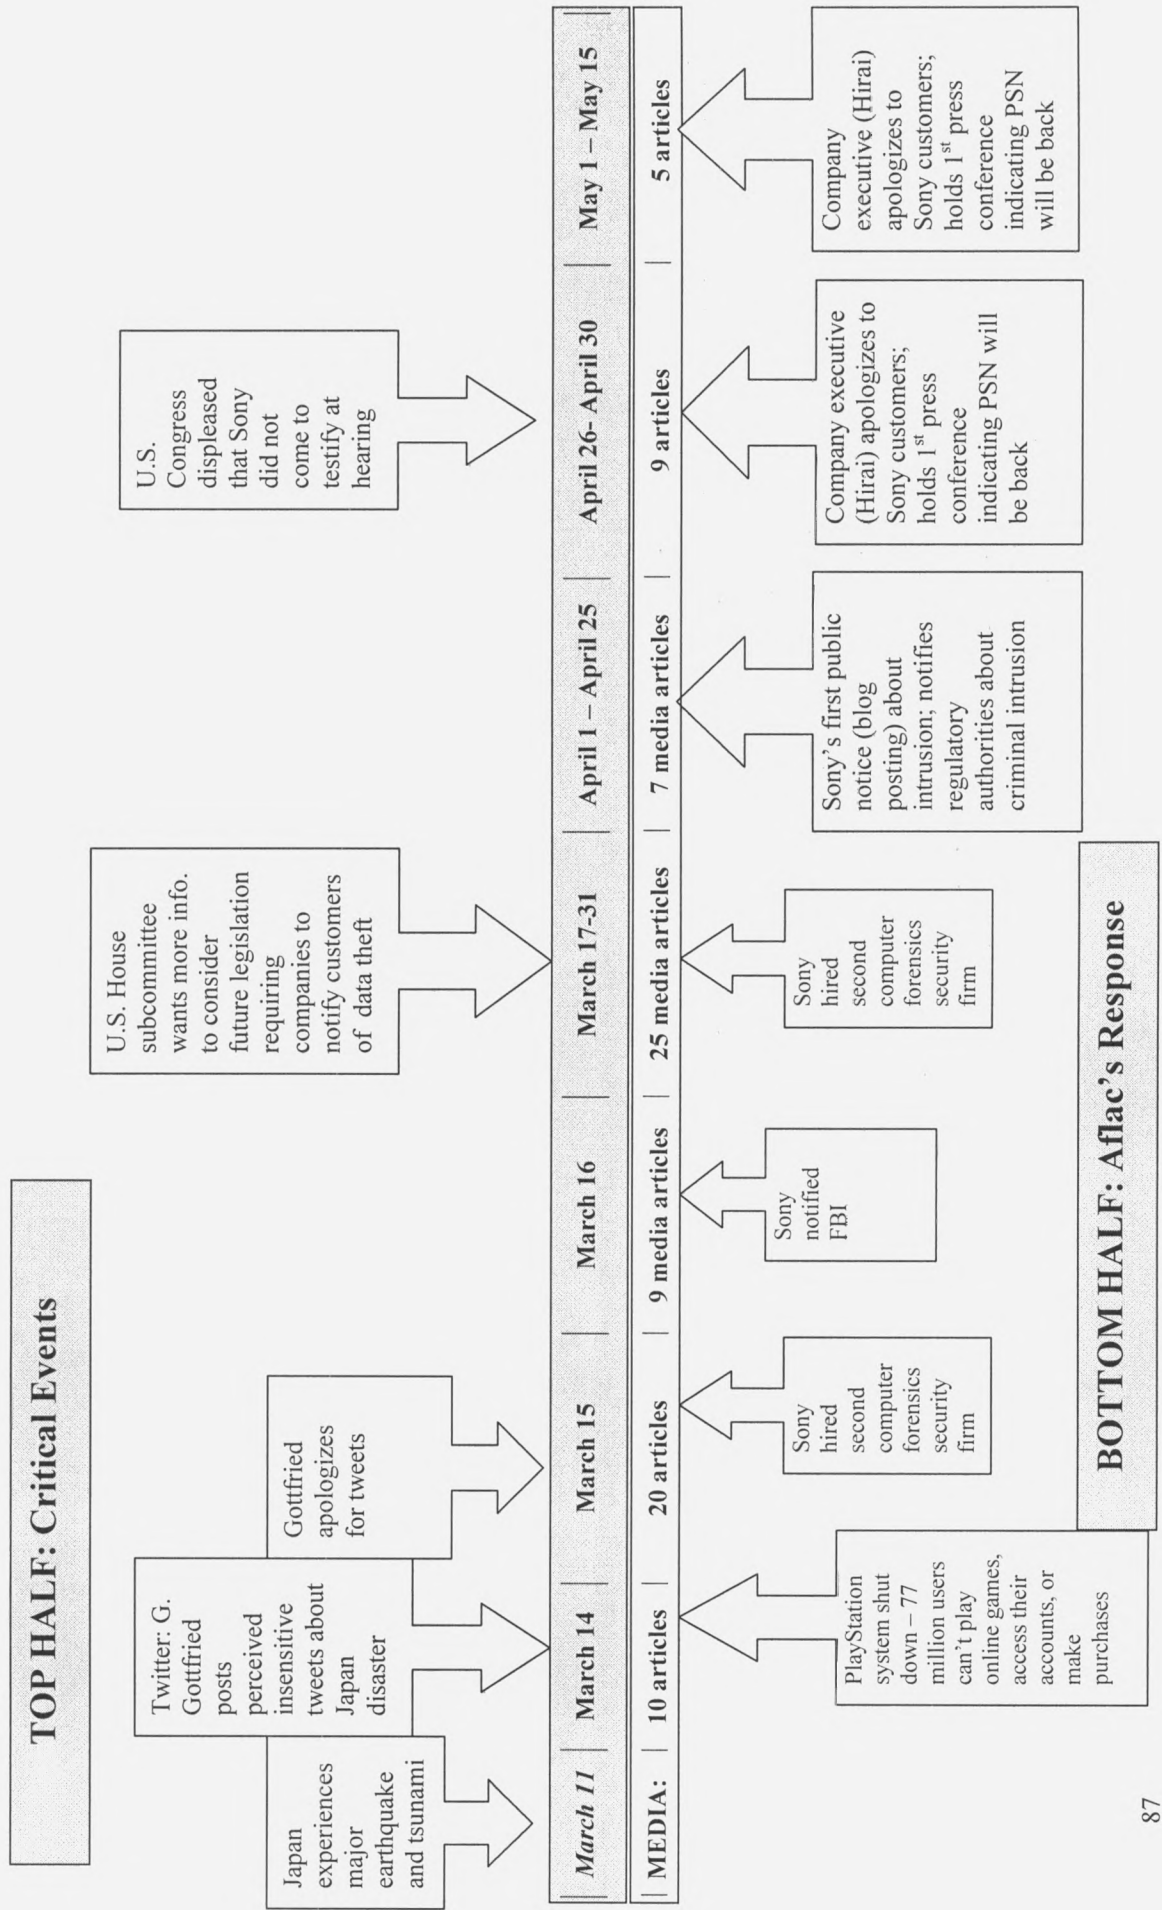 TOP HALF: Critical Events
Japan
experiences
major
earthquake
and tsunami
Twitter: G.
Gottfried
posts
perceived
insensitive
tweets about
Japan
disaster
Gottfried
apologizes
for tweets
U.S. House
subcommittee
wants more info.
to consider
future legislation
requiring
companies to
notify customers
of data theft
U.S.
Congress
displeased
that Sony
did not
come to
testify at
hearing
| March 11 | March 14 | March 15 | March 16 | March 17-31 | April 1 – April 25 | April 26- April 30 | May 1 – May 15 |
| MEDIA: | 10 articles | 20 articles | 9 media articles | 25 media articles | 7 media articles | 9 articles | 5 articles
PlayStation
system shut
down – 77
million users
can't play
online games,
access their
accounts, or
make
purchases
Sony
hired
second
computer
forensics
security
firm
Sony
notified
FBI
Sony
hired
second
computer
forensics
security
firm
Sony's first public
notice (blog
posting) about
intrusion; notifies
regulatory
authorities about
criminal intrusion
Company executive
(Hirai) apologizes to
Sony customers;
holds 1st press
conference
indicating PSN will
be back
Company
executive (Hirai)
apologizes to
Sony customers;
holds 1st press
conference
indicating PSN
will be back
BOTTOM HALF: Aflac's Response
87